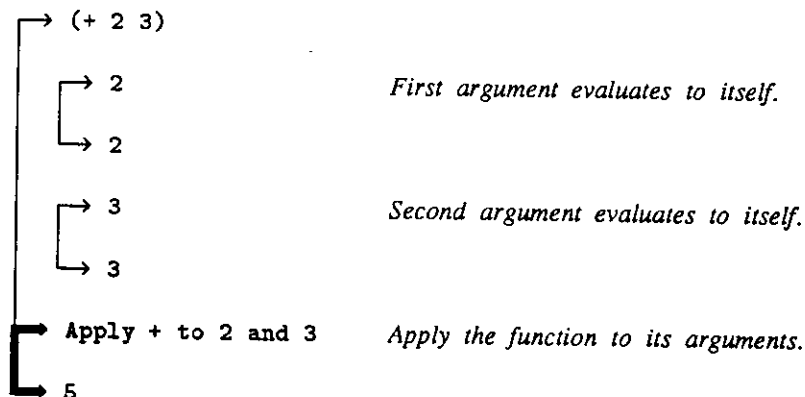 (+ 2 3)
2 First argument evaluates to itself.
2
3 Second argument evaluates to itself.
3
Apply + to 2 and 3 Apply the function to its arguments.
5